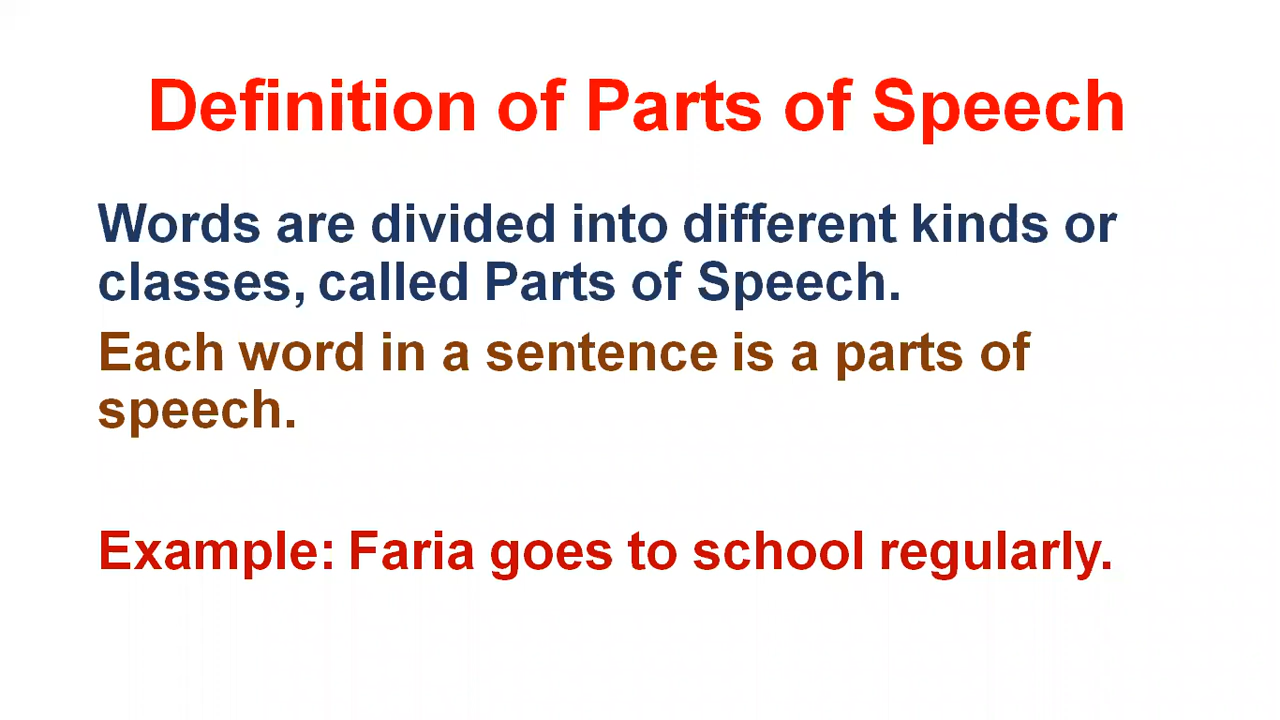 Definition of Parts of Speech
Words are divided into different kinds or
classes, called Parts of Speech.
Each word in a sentence is a parts of
speech.
Example: Faria goes to school regularly.